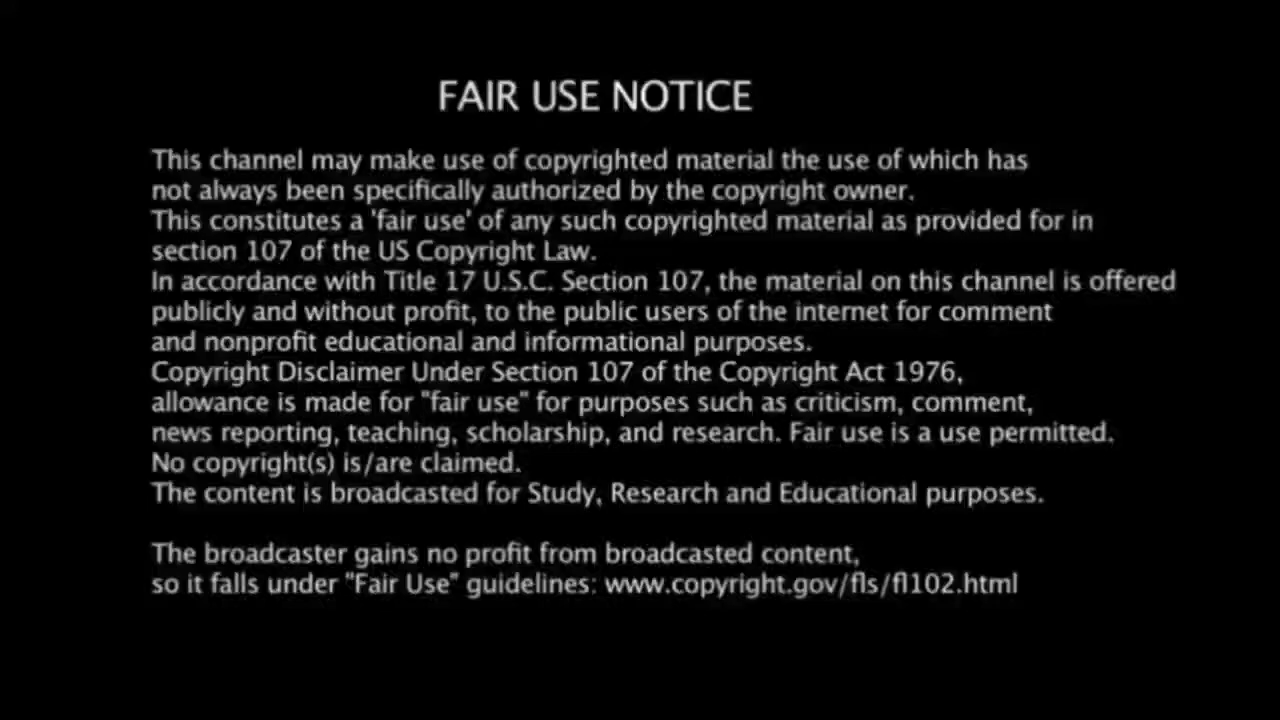 FAIR USE NOTICE
This channel may make use of copyrighted material the use of which has
not always been specifically authorized by the copyright owner.
This constitutes a 'fair use' of any such copyrighted material as provided for in
section 107 of the US Copyright Law.
In accordance with Title 17 U.S.C. Section 107, the material on this channel is offered
publicly and without profit, to the public users of the internet for comment
and nonprofit educational and informational purposes.
Copyright Disclaimer Under Section 107 of the Copyright Act 1976,
allowance is made for "fair use" for purposes such as criticism, comment,
news reporting, teaching, scholarship, and research. Fair use is a use permitted.
No copyright(s) is/are claimed.
The content is broadcasted for Study, Research and Educational purposes.
The broadcaster gains no profit from broadcasted content,
so it falls under "Fair Use" guidelines: www.copyright.gov/fls/fl102.html